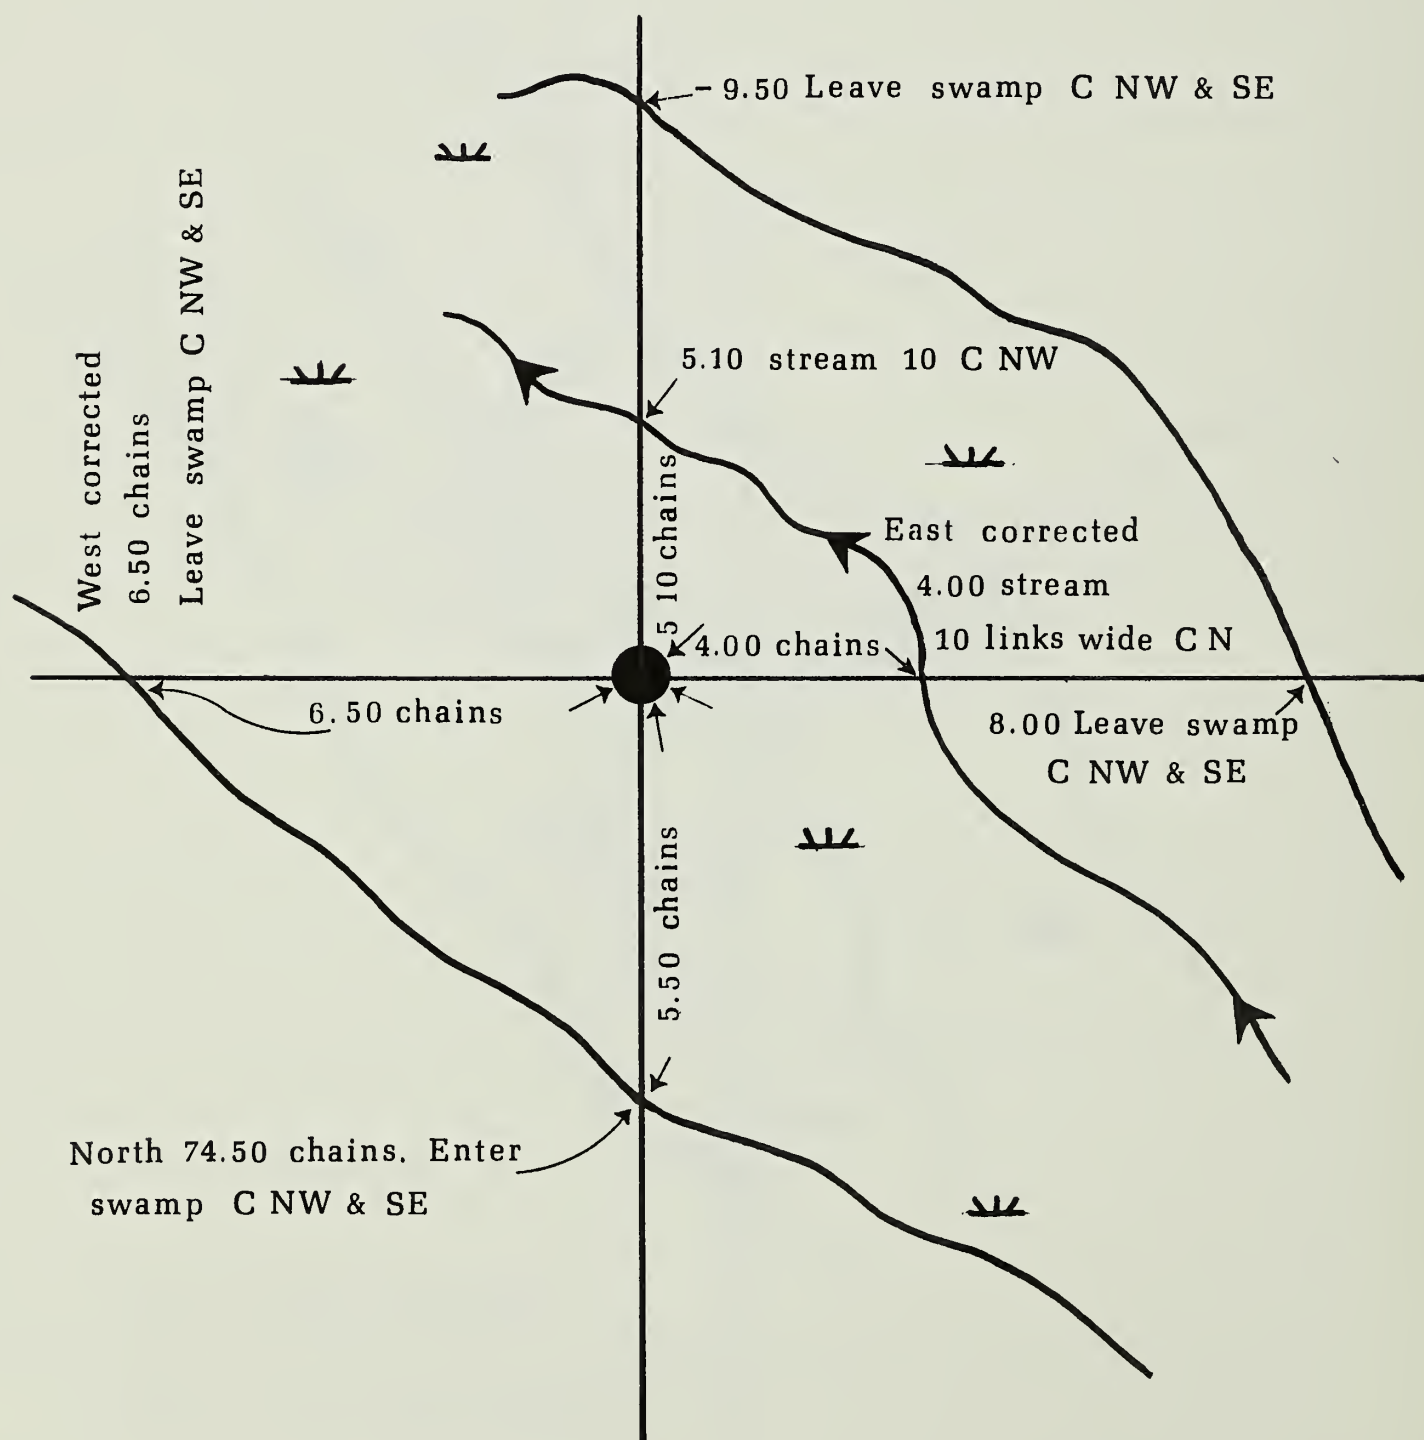 - 9.50 Leave swamp C NW & SE
West corrected
6.50 chains
Leave swamp C NW & SE
5.10 stream 10 C NW
5 10 chains
East corrected
4.00 stream
10 links wide C N
4.00 chains
6.50 chains
8.00 Leave swamp
C NW & SE
5.50 chains
North 74.50 chains. Enter
swamp C NW & SE